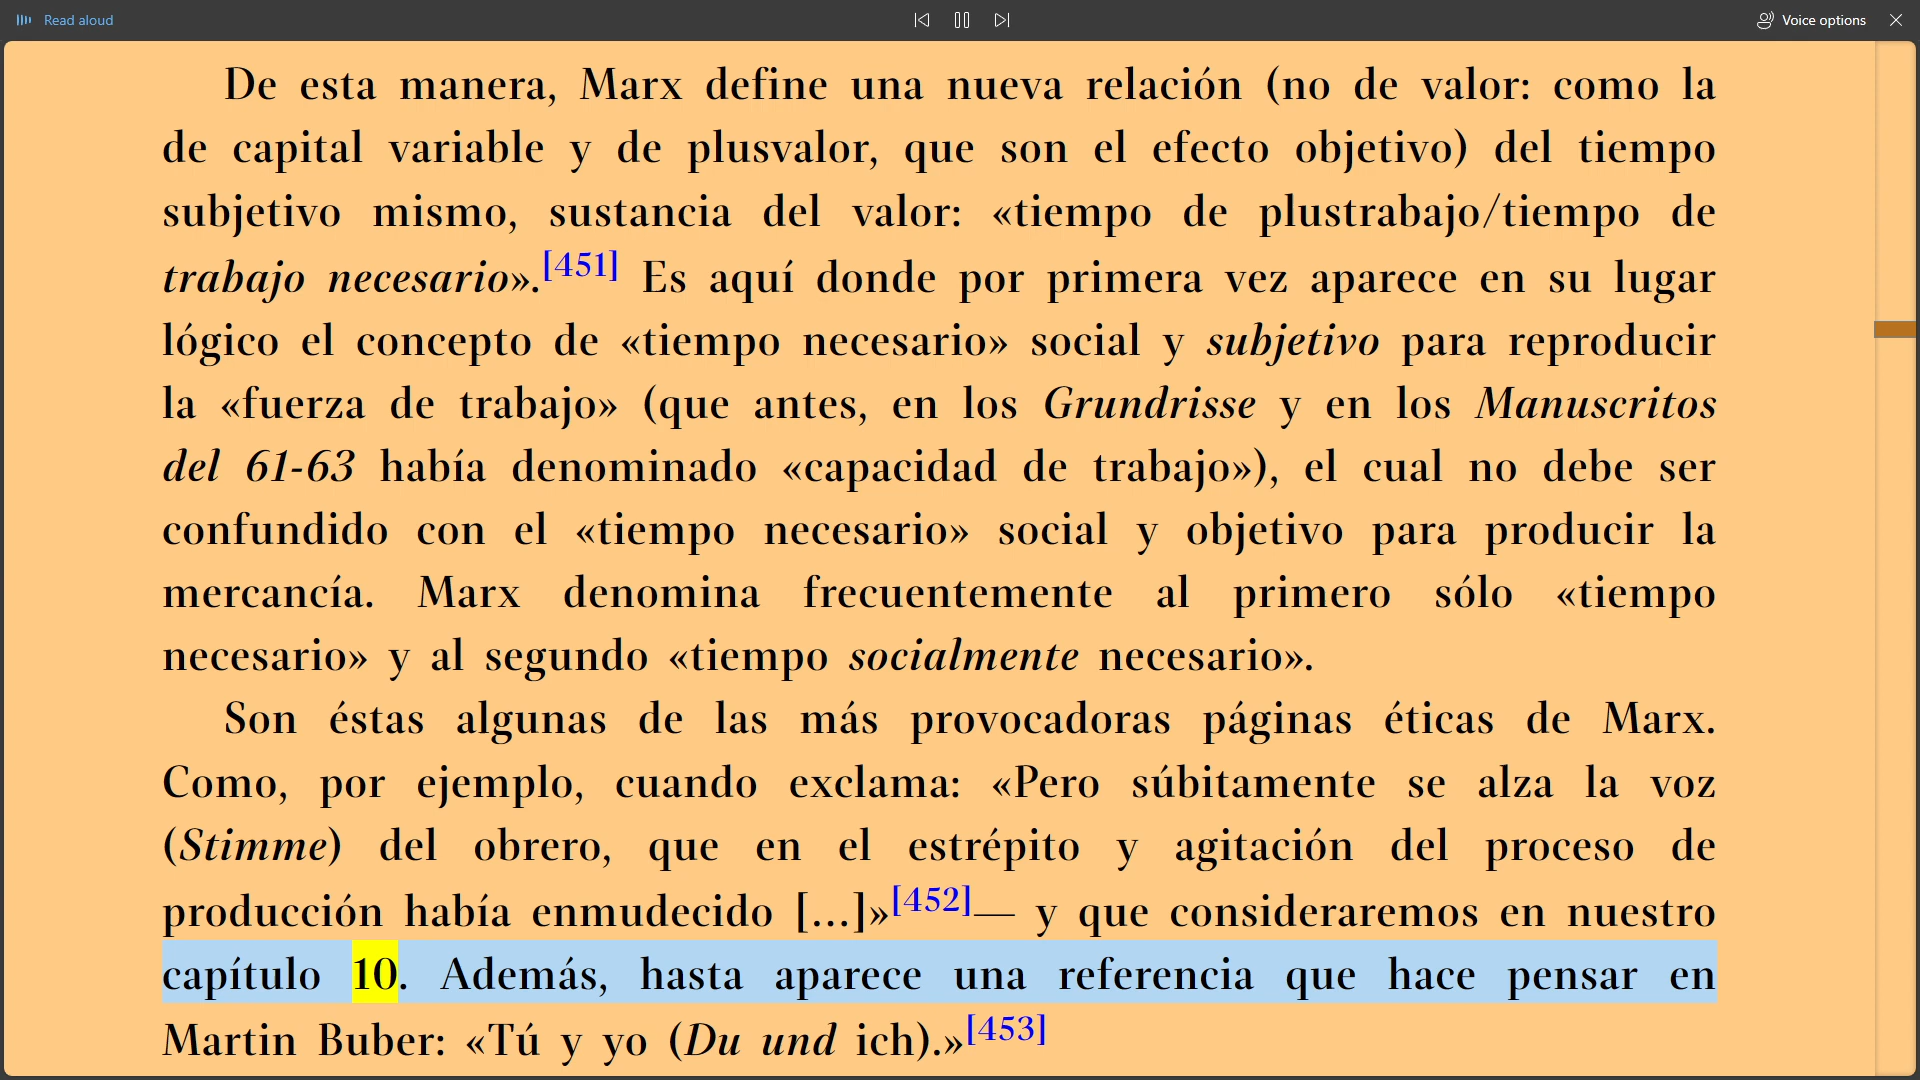 Read aloud
Voice options
De esta manera, Marx define una nueva relación (no de valor: como la
de capital variable y de plusvalor, que son el efecto objetivo) del tiempo
subjetivo mismo, sustancia del valor: «tiempo de plustrabajo/tiempo de
trabajo necesario».[451] Es aquí donde por primera vez aparece en su lugar
lógico el concepto de «tiempo necesario» social y subjetivo para reproducir
la «fuerza de trabajo» (que antes, en los Grundrisse y en los Manuscritos
del 61-63 había denominado «capacidad de trabajo»), el cual no debe ser
confundido con el «tiempo necesario» social y objetivo para producir la
mercancía. Marx denomina frecuentemente al primero sólo «tiempo
necesario» y al segundo «tiempo socialmente necesario».
Son éstas algunas de las más provocadoras páginas éticas de Marx.
Como, por ejemplo, cuando exclama: «Pero súbitamente se alza la voz
(Stimme) del obrero, que en el estrépito y agitación del proceso de
producción había enmudecido [...]»[452]— y que consideraremos en nuestro
capítulo 10. Además, hasta aparece una referencia que hace pensar en
Martin Buber: «Tú y yo (Du und ich).»[453]